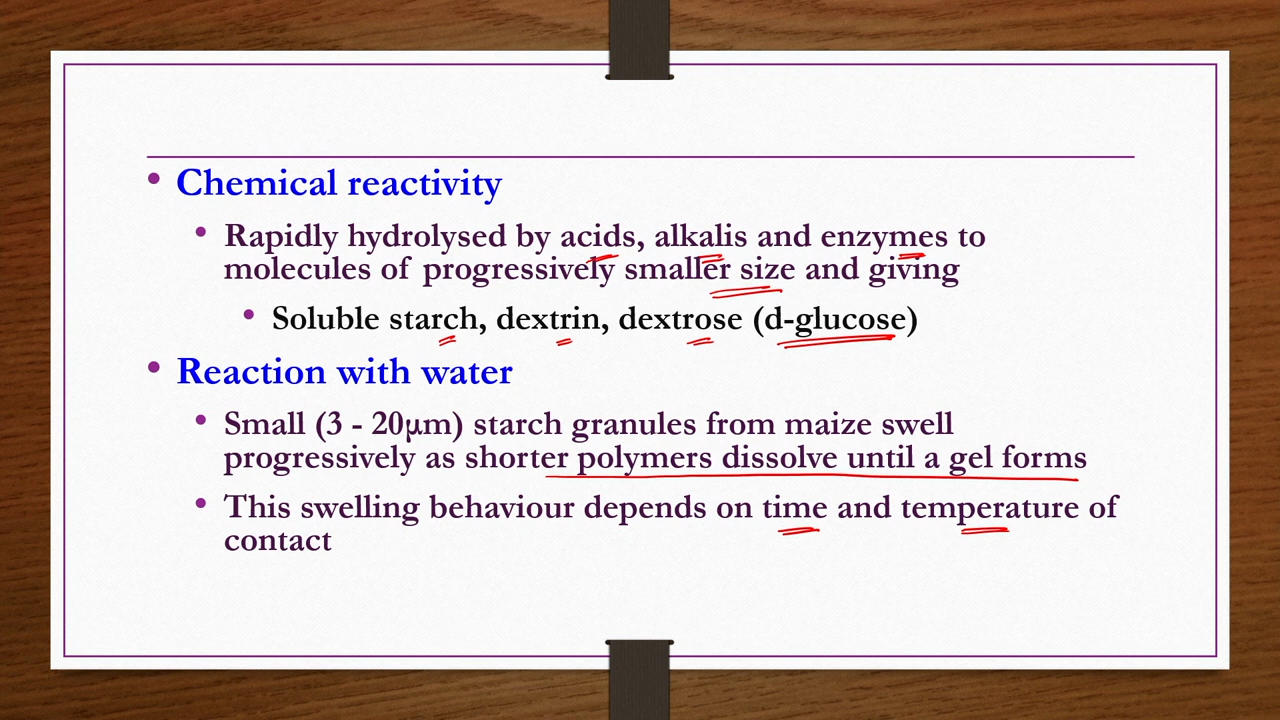 • Chemical reactivity
• Rapidly hydrolysed by acids, alkalis and enzymes to
molecules of progressively smaller size and giving
• Soluble starch, dextrin, dextrose (d-glucose)
• Reaction with water
• Small (3 - 20μm) starch granules from maize swell
progressively as shorter polymers dissolve until a gel forms
• This swelling behaviour depends on time and temperature of
contact